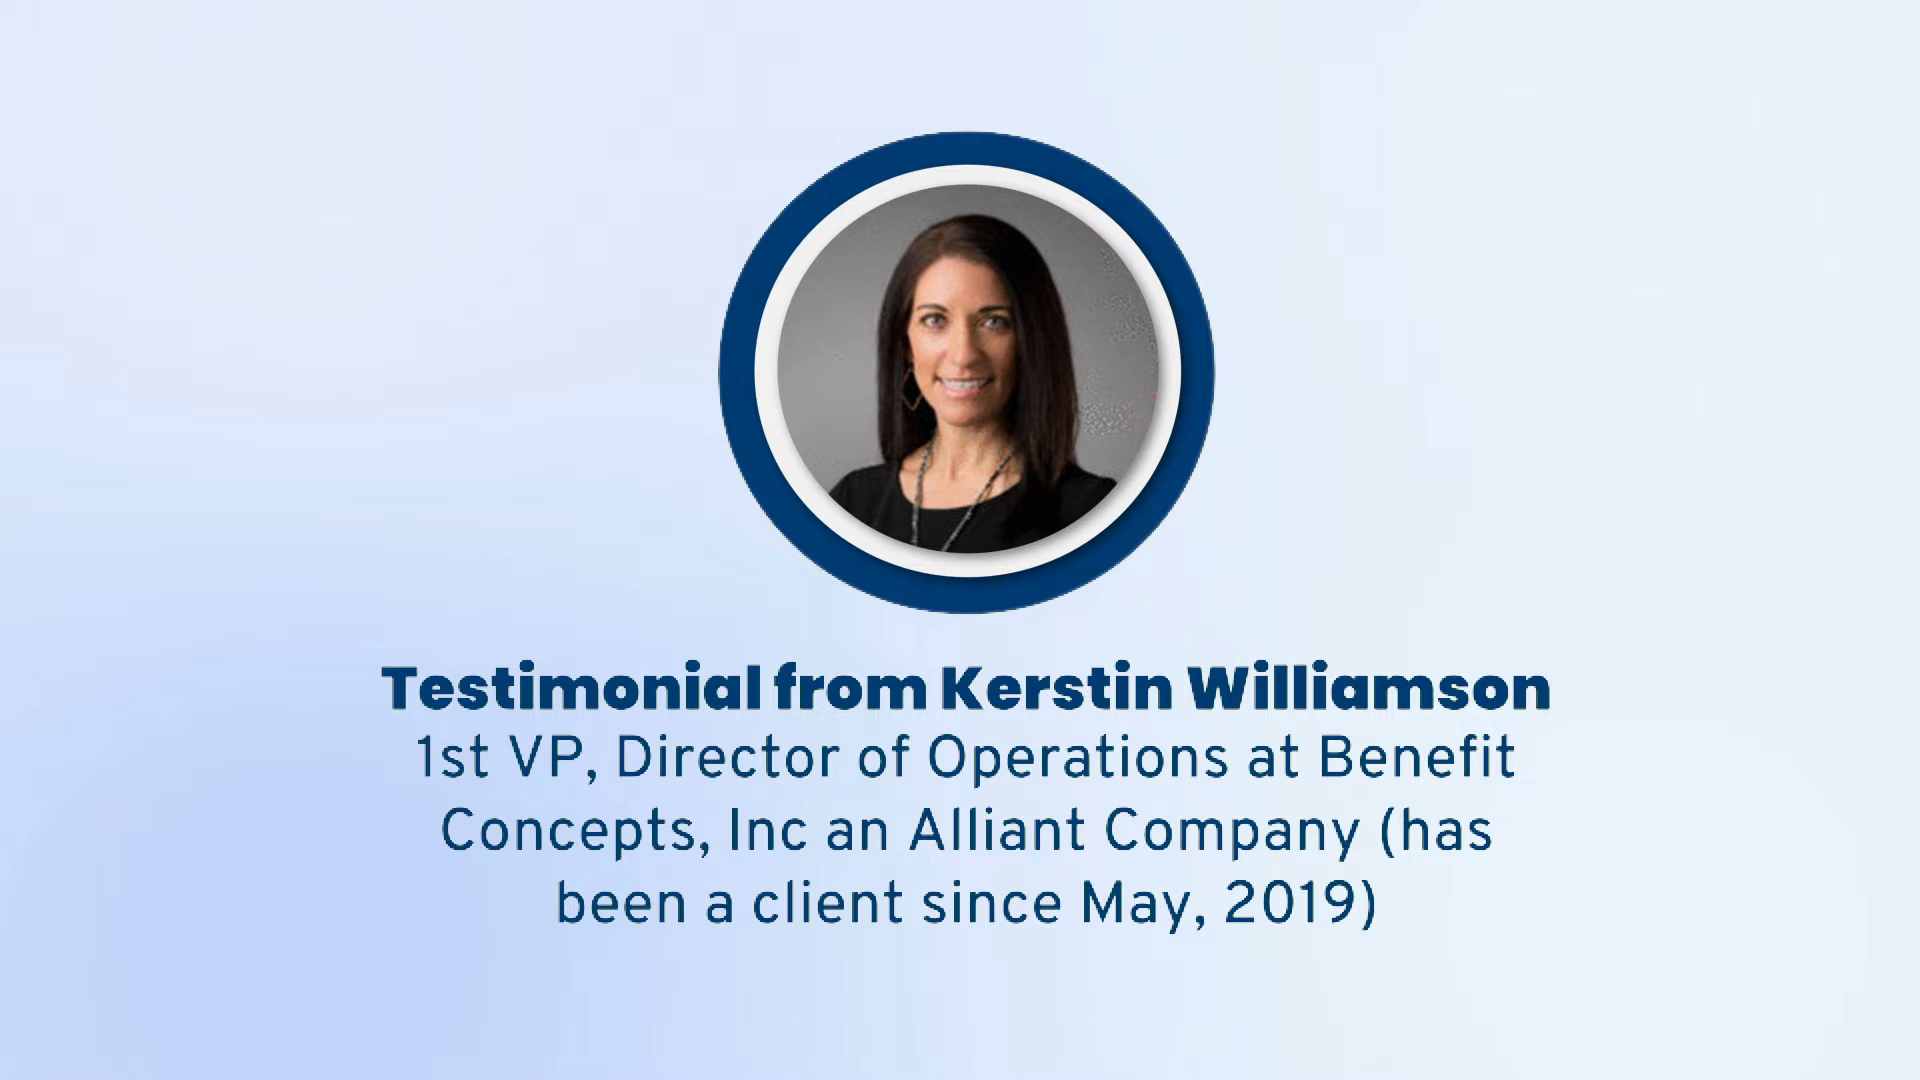 Testimonial from Kerstin Williamson
1st VP, Director of Operations at Benefit
Concepts, Inc an Alliant Company (has
been a client since May, 2019)